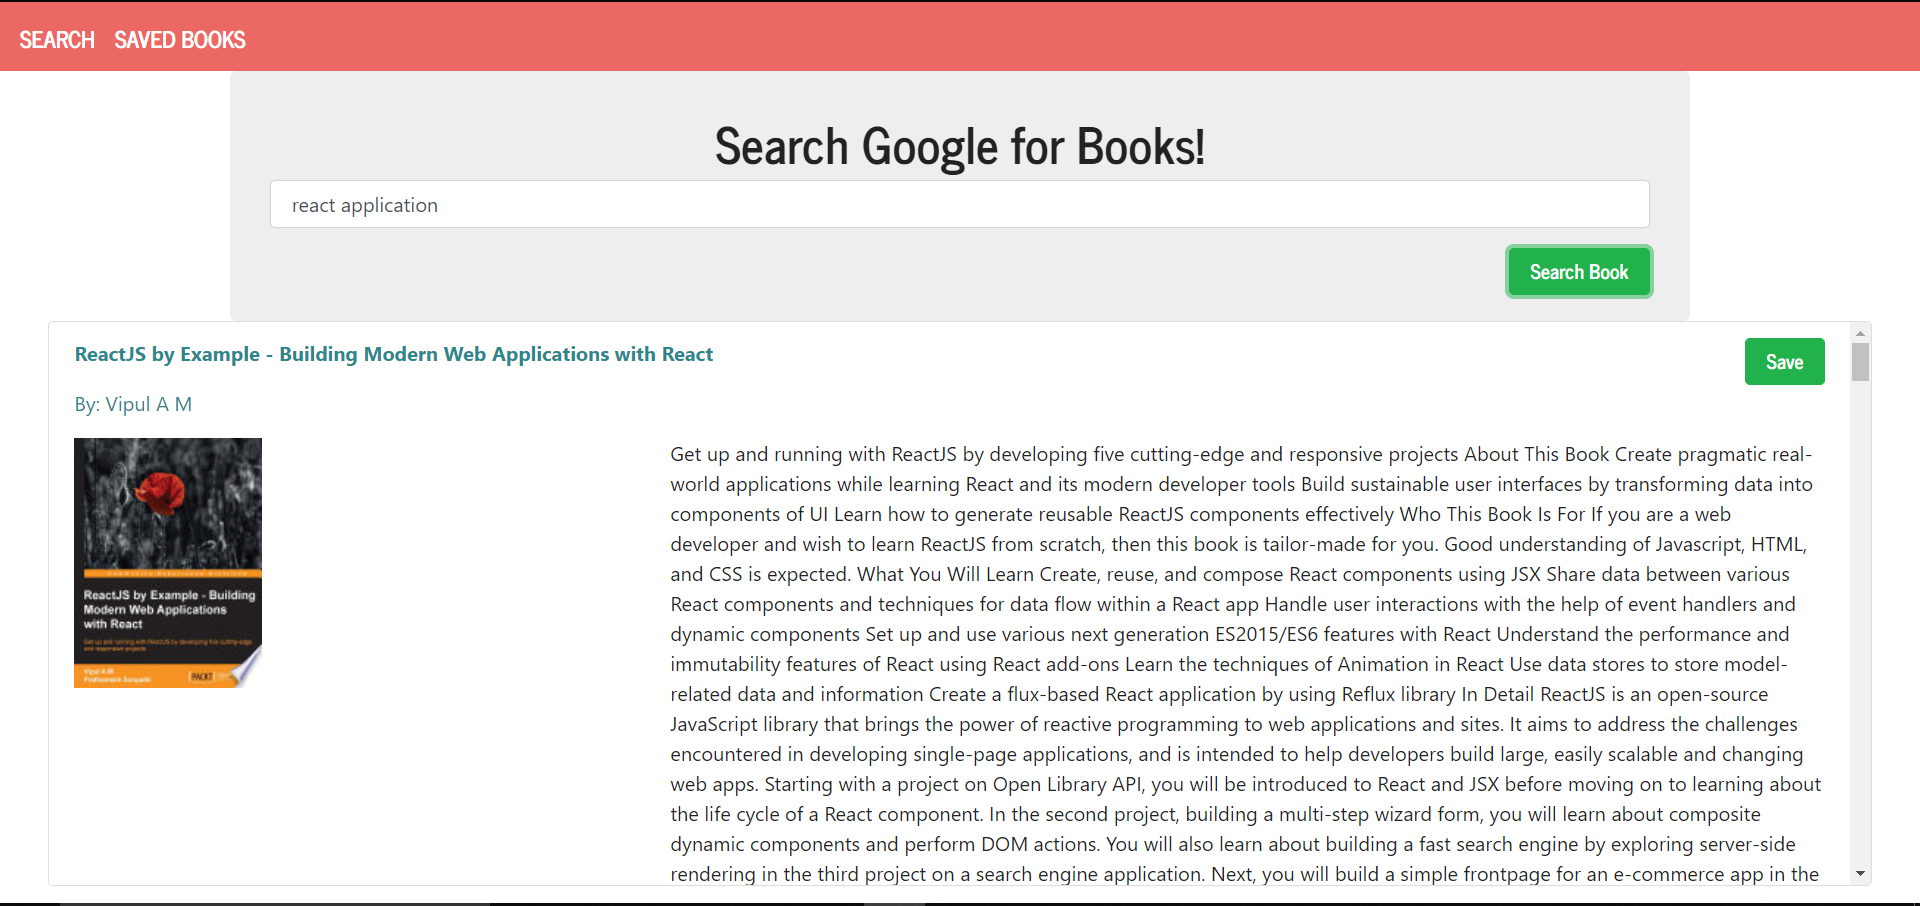 SEARCH SAVED BOOKS
Search Google for Books!
react application
Search Book
ReactJS by Example - Building Modern Web Applications with React
Save
By: Vipul A M
ReactJS by Example - Building
Modern Web Applications
with React
Get up and running with ReactJS by developing five cutting-edge
and responsive projects
Vipul A M
PACKT
Get up and running with ReactJS by developing five cutting-edge and responsive projects About This Book Create pragmatic real-
world applications while learning React and its modern developer tools Build sustainable user interfaces by transforming data into
components of UI Learn how to generate reusable ReactJS components effectively Who This Book Is For If you are a web
developer and wish to learn ReactJS from scratch, then this book is tailor-made for you. Good understanding of Javascript, HTML,
and CSS is expected. What You Will Learn Create, reuse, and compose React components using JSX Share data between various
React components and techniques for data flow within a React app Handle user interactions with the help of event handlers and
dynamic components Set up and use various next generation ES2015/ES6 features with React Understand the performance and
immutability features of React using React add-ons Learn the techniques of Animation in React Use data stores to store model-
related data and information Create a flux-based React application by using Reflux library In Detail ReactJS is an open-source
JavaScript library that brings the power of reactive programming to web applications and sites. It aims to address the challenges
encountered in developing single-page applications, and is intended to help developers build large, easily scalable and changing
web apps. Starting with a project on Open Library API, you will be introduced to React and JSX before moving on to learning about
the life cycle of a React component. In the second project, building a multi-step wizard form, you will learn about composite
dynamic components and perform DOM actions. You will also learn about building a fast search engine by exploring server-side
rendering in the third project on a search engine application. Next, you will build a simple frontpage for an e-commerce app in the